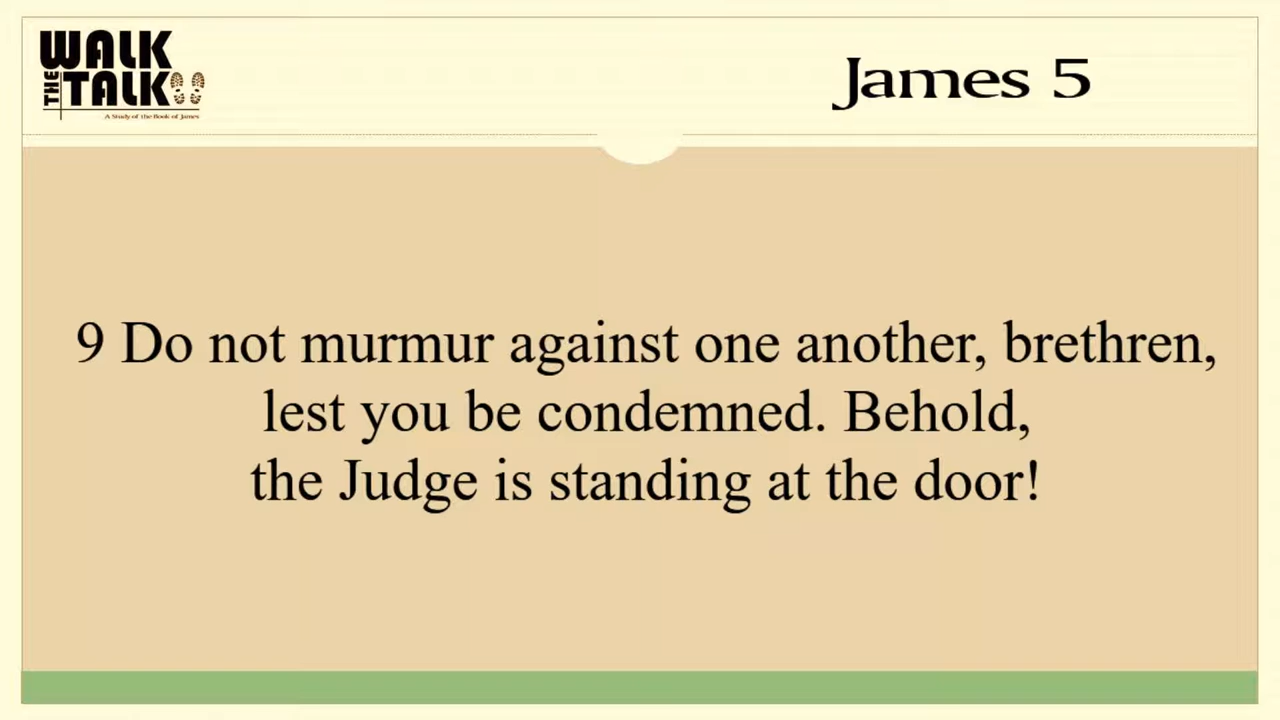 WALK
THE TALK
A Study of the Book of James
James 5
9 Do not murmur against one another, brethren,
lest you be condemned. Behold,
the Judge is standing at the door!